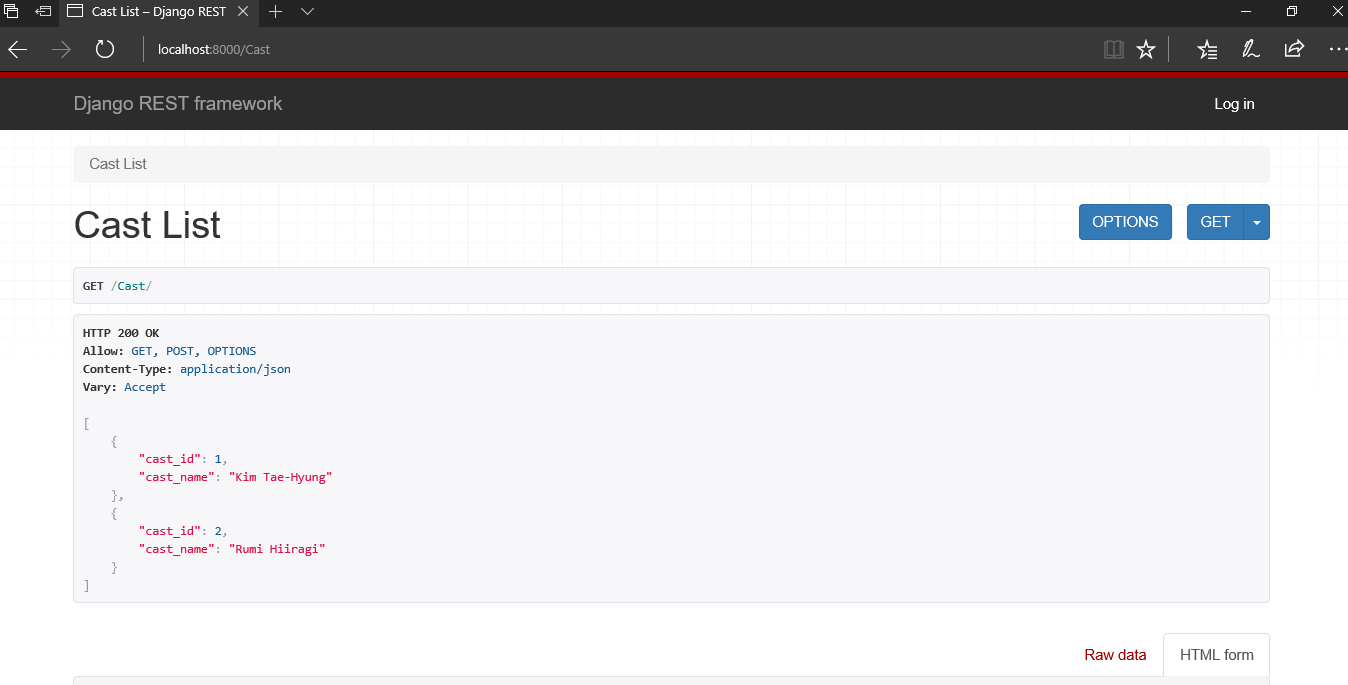 Cast List – Django REST
localhost:8000/Cast
Django REST framework
Log in
Cast List
Cast List
OPTIONS
GET
GET /Cast/
HTTP 200 OK
Allow: GET, POST, OPTIONS
Content-Type: application/json
Vary: Accept
[
    {
        "cast_id": 1,
        "cast_name": "Kim Tae-Hyung"
    },
    {
        "cast_id": 2,
        "cast_name": "Rumi Hiiragi"
    }
]
Raw data
HTML form